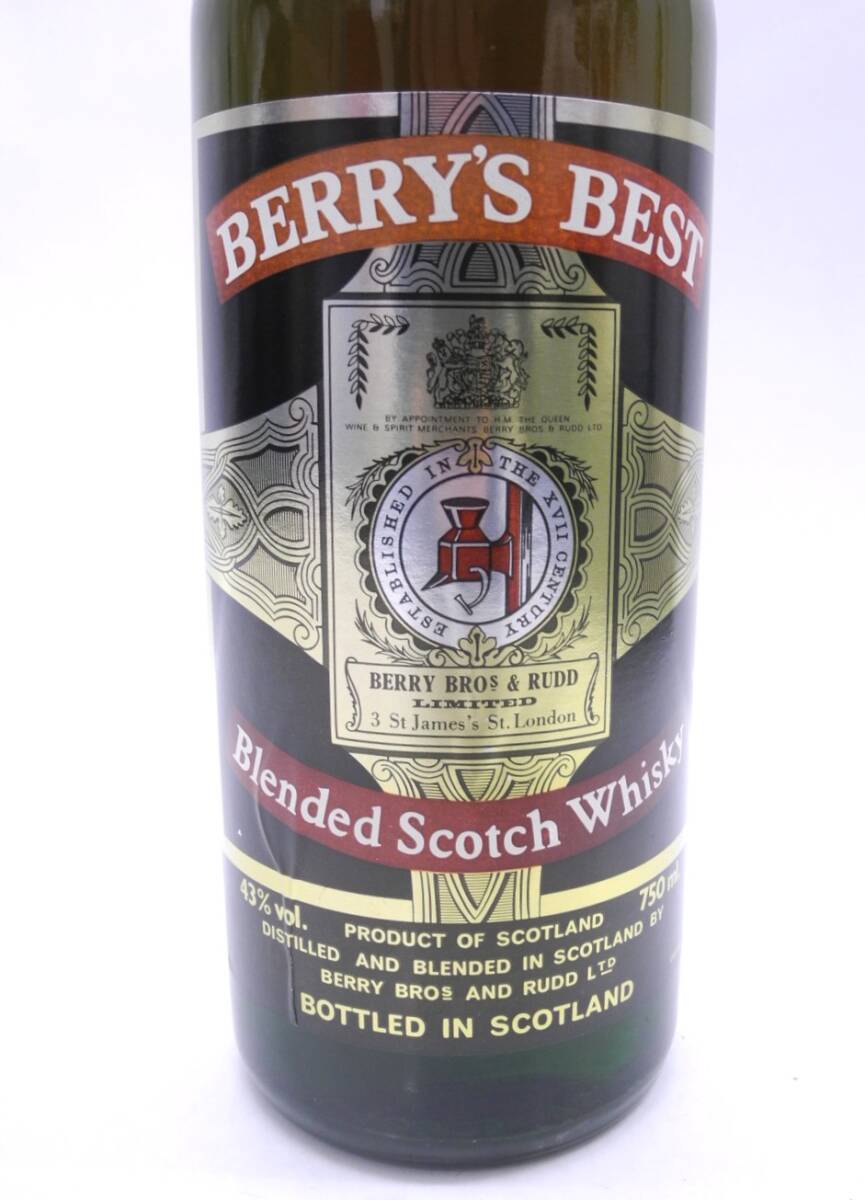 BERRY'S BEST
BY APPOINTMENT TO H.M. THE QUEEN
WINE & SPIRIT MERCHANTS BERRY BROS & RUDD LTD
ESTABLISHED IN THE XVII CENTURY
BERRY BROS & RUDD
LIMITED
3 St James's St. London
Blended Scotch Whisky
43% vol. 750 ml.
PRODUCT OF SCOTLAND
DISTILLED AND BLENDED IN SCOTLAND BY
BERRY BROS AND RUDD LTD
BOTTLED IN SCOTLAND